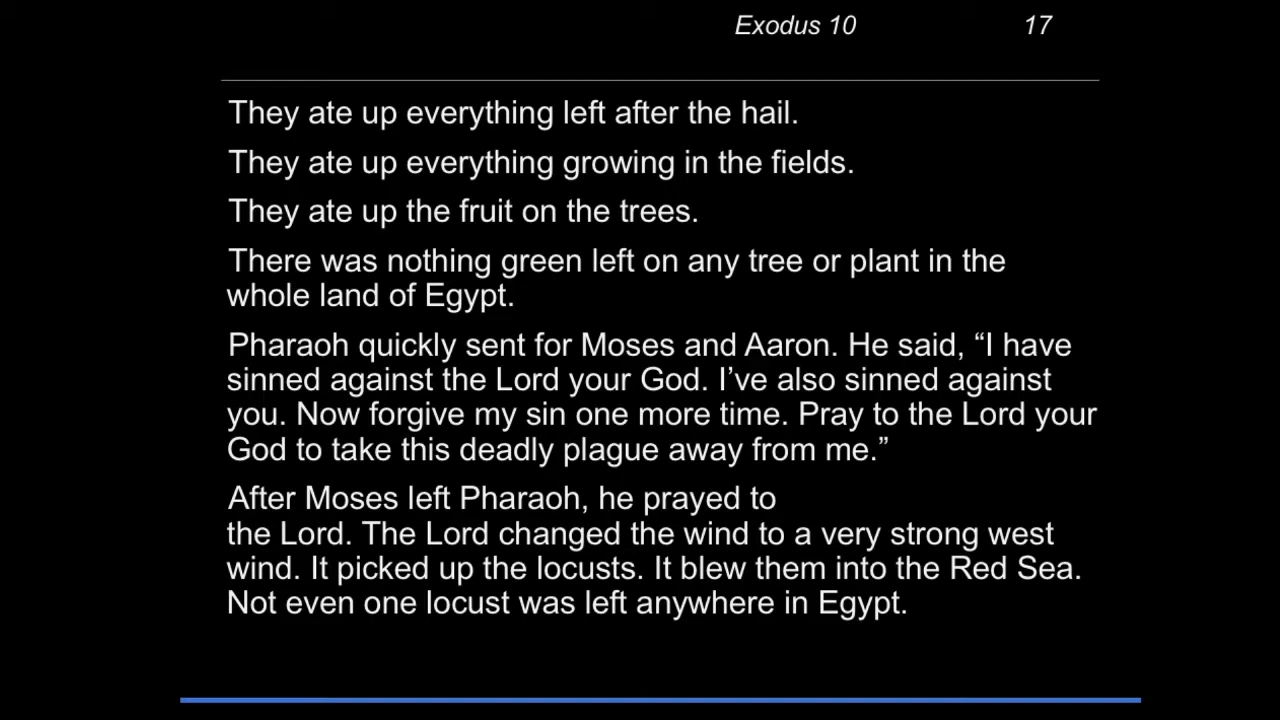 Exodus 10 17
They ate up everything left after the hail.
They ate up everything growing in the fields.
They ate up the fruit on the trees.
There was nothing green left on any tree or plant in the
whole land of Egypt.
Pharaoh quickly sent for Moses and Aaron. He said, “I have
sinned against the Lord your God. I’ve also sinned against
you. Now forgive my sin one more time. Pray to the Lord your
God to take this deadly plague away from me.”
After Moses left Pharaoh, he prayed to
the Lord. The Lord changed the wind to a very strong west
wind. It picked up the locusts. It blew them into the Red Sea.
Not even one locust was left anywhere in Egypt.